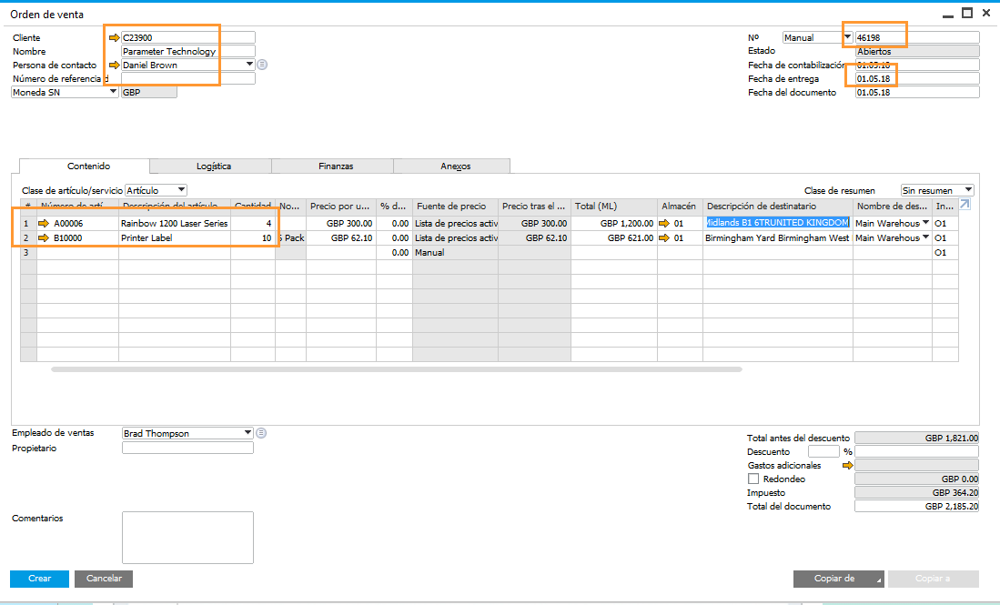 Orden de venta
Cliente C23900
Nombre Parameter Technology
Persona de contacto Daniel Brown
Número de referencia d
Moneda SN GBP
Nº Manual 46198
Estado Abiertos
Fecha de contabilización 01.05.18
Fecha de entrega 01.05.18
Fecha del documento 01.05.18
Contenido Logística Finanzas Anexos
Clase de artículo/servicio Artículo Clase de resumen Sin resumen
# Número de artí... Descripción del artículo Cantidad No... Precio por u... % d... Fuente de precio Precio tras el ... Total (ML) Almacén Descripción de destinatario Nombre de des... In...
1 A00006 Rainbow 1200 Laser Series 4 GBP 300.00 0.00 Lista de precios activ GBP 300.00 GBP 1,200.00 01 Midlands B1 6TRUNITED KINGDOM Main Warehous O1
2 B10000 Printer Label 10 Pack GBP 62.10 0.00 Lista de precios activ GBP 62.10 GBP 621.00 01 Birmingham Yard Birmingham West Main Warehous O1
3 0.00 Manual O1
Empleado de ventas Brad Thompson
Propietario
Comentarios
Total antes del descuento GBP 1,821.00
Descuento %
Gastos adicionales
Redondeo GBP 0.00
Impuesto GBP 364.20
Total del documento GBP 2,185.20
Crear Cancelar Copiar de Copiar a